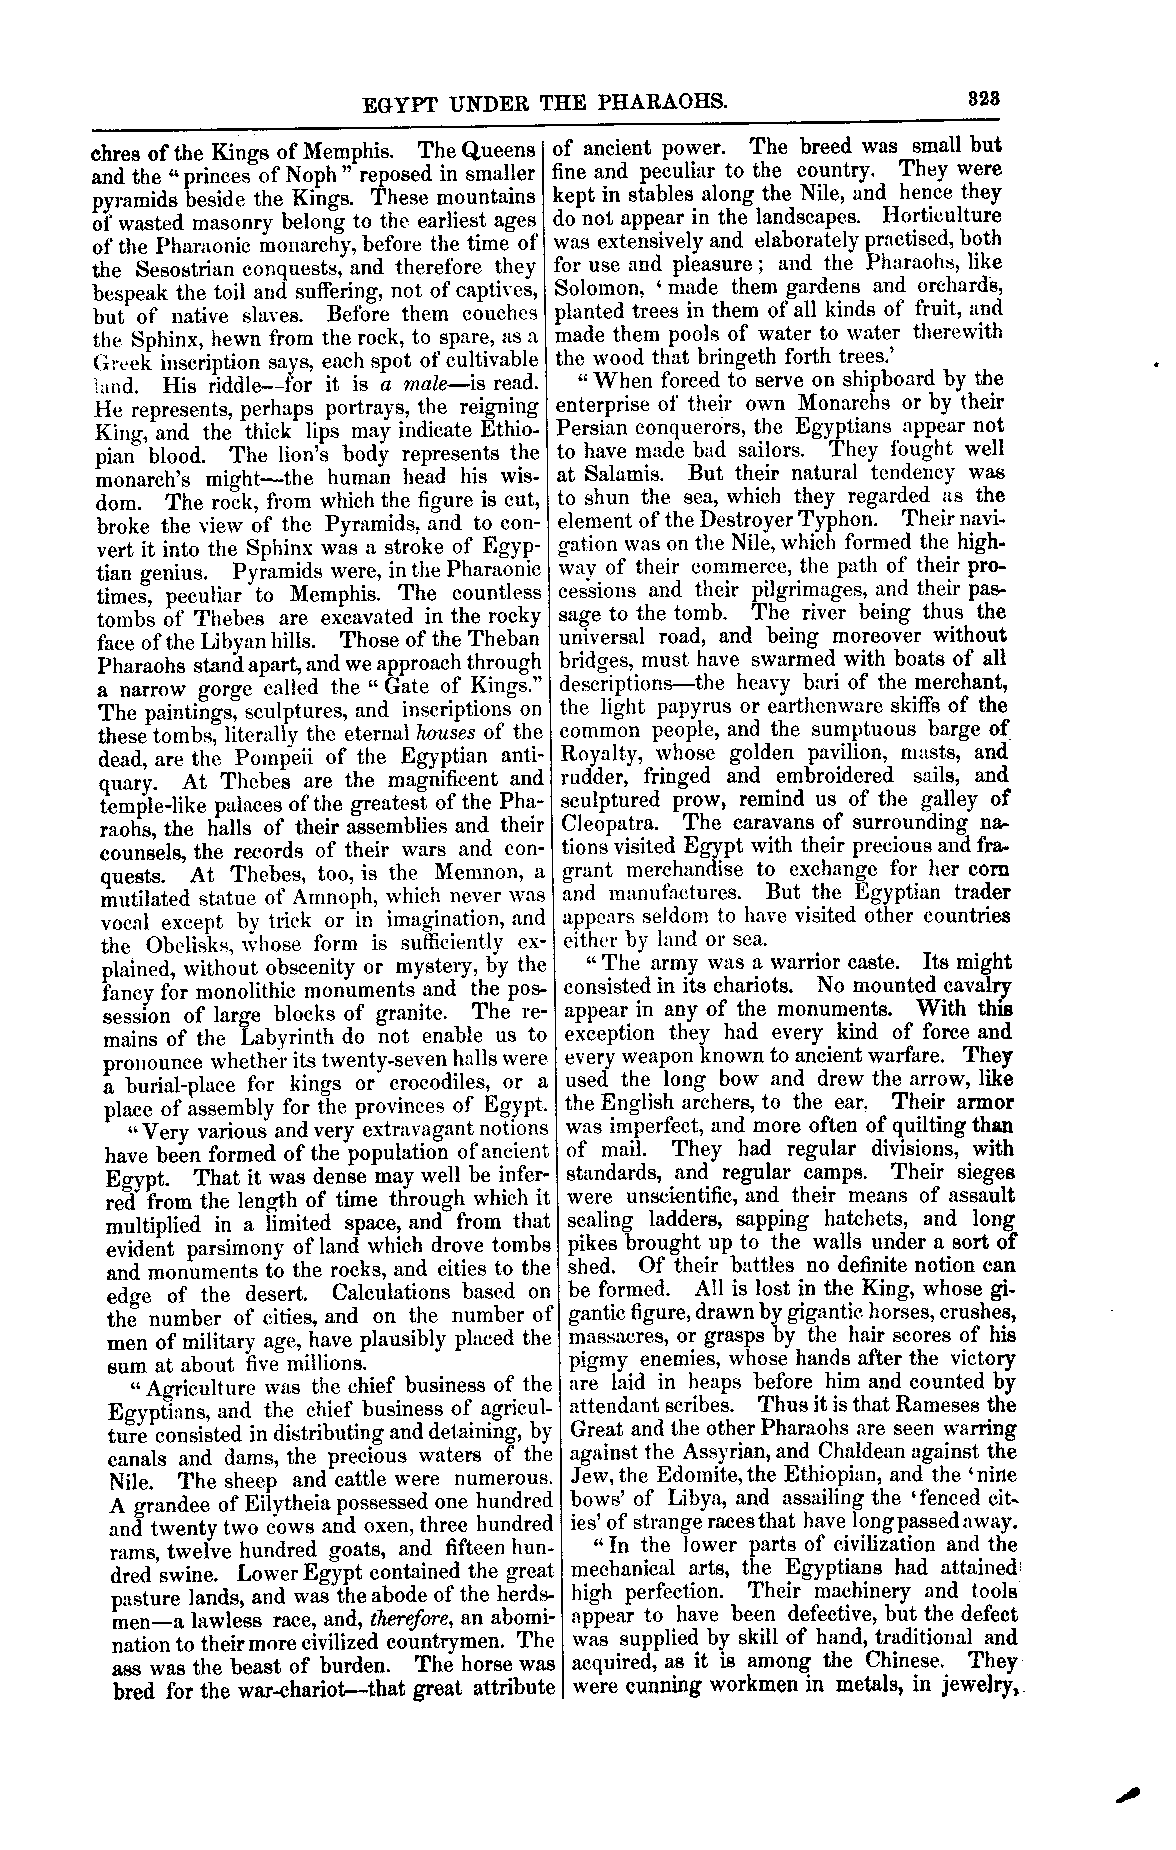 EGYPT UNDER THE PHARAOHS.
323
chres of the Kings of Memphis. The Queens
and the “princes of Noph” reposed in smaller
pyramids beside the Kings. These mountains
of wasted masonry belong to the earliest ages
of the Pharaonic monarchy, before the time of
the Sesostrian conquests, and therefore they
bespeak the toil and suffering, not of captives,
but of native slaves. Before them couches
the Sphinx, hewn from the rock, to spare, as a
Greek inscription says, each spot of cultivable
land. His riddle--for it is a male—is read.
He represents, perhaps portrays, the reigning
King, and the thick lips may indicate Ethio-
pian blood. The lion's body represents the
monarch's might—the human head his wis-
dom. The rock, from which the figure is cut,
broke the view of the Pyramids, and to con-
vert it into the Sphinx was a stroke of Egyp-
tian genius. Pyramids were, in the Pharaonic
times, peculiar to Memphis. The countless
tombs of Thebes are excavated in the rocky
face of the Libyan hills. Those of the Theban
Pharaohs stand apart, and we approach through
a narrow gorge called the “Gate of Kings.”
The paintings, sculptures, and inscriptions on
these tombs, literally the eternal houses of the
dead, are the Pompeii of the Egyptian anti-
quary. At Thebes are the magnificent and
temple-like palaces of the greatest of the Pha-
raohs, the halls of their assemblies and their
counsels, the records of their wars and con-
quests. At Thebes, too, is the Memnon, a
mutilated statue of Amnoph, which never was
vocal except by trick or in imagination, and
the Obelisks, whose form is sufficiently ex-
plained, without obscenity or mystery, by the
fancy for monolithic monuments and the pos-
session of large blocks of granite. The re-
mains of the Labyrinth do not enable us to
pronounce whether its twenty-seven halls were
a burial-place for kings or crocodiles, or a
place of assembly for the provinces of Egypt.
“Very various and very extravagant notions
have been formed of the population of ancient
Egypt. That it was dense may well be infer-
red from the length of time through which it
multiplied in a limited space, and from that
evident parsimony of land which drove tombs
and monuments to the rocks, and cities to the
edge of the desert. Calculations based on
the number of cities, and on the number of
men of military age, have plausibly placed the
sum at about five millions.
“Agriculture was the chief business of the
Egyptians, and the chief business of agricul-
ture consisted in distributing and detaining, by
canals and dams, the precious waters of the
Nile. The sheep and cattle were numerous.
A grandee of Eilytheia possessed one hundred
and twenty two cows and oxen, three hundred
rams, twelve hundred goats, and fifteen hun-
dred swine. Lower Egypt contained the great
pasture lands, and was the abode of the herds-
men—a lawless race, and, therefore, an abomi-
nation to their more civilized countrymen. The
ass was the beast of burden. The horse was
bred for the war-chariot—that great attribute
of ancient power. The breed was small but
fine and peculiar to the country. They were
kept in stables along the Nile, and hence they
do not appear in the landscapes. Horticulture
was extensively and elaborately practised, both
for use and pleasure; and the Pharaohs, like
Solomon, ‘made them gardens and orchards,
planted trees in them of all kinds of fruit, and
made them pools of water to water therewith
the wood that bringeth forth trees.’
“When forced to serve on shipboard by the
enterprise of their own Monarchs or by their
Persian conquerors, the Egyptians appear not
to have made bad sailors. They fought well
at Salamis. But their natural tendency was
to shun the sea, which they regarded as the
element of the Destroyer Typhon. Their navi-
gation was on the Nile, which formed the high-
way of their commerce, the path of their pro-
cessions and their pilgrimages, and their pas-
sage to the tomb. The river being thus the
universal road, and being moreover without
bridges, must have swarmed with boats of all
descriptions—the heavy bari of the merchant,
the light papyrus or earthenware skiffs of the
common people, and the sumptuous barge of
Royalty, whose golden pavilion, masts, and
rudder, fringed and embroidered sails, and
sculptured prow, remind us of the galley of
Cleopatra. The caravans of surrounding na-
tions visited Egypt with their precious and fra-
grant merchandise to exchange for her corn
and manufactures. But the Egyptian trader
appears seldom to have visited other countries
either by land or sea.
“The army was a warrior caste. Its might
consisted in its chariots. No mounted cavalry
appear in any of the monuments. With this
exception they had every kind of force and
every weapon known to ancient warfare. They
used the long bow and drew the arrow, like
the English archers, to the ear. Their armor
was imperfect, and more often of quilting than
of mail. They had regular divisions, with
standards, and regular camps. Their sieges
were unscientific, and their means of assault
scaling ladders, sapping hatchets, and long
pikes brought up to the walls under a sort of
shed. Of their battles no definite notion can
be formed. All is lost in the King, whose gi-
gantic figure, drawn by gigantic horses, crushes,
massacres, or grasps by the hair scores of his
pigmy enemies, whose hands after the victory
are laid in heaps before him and counted by
attendant scribes. Thus it is that Rameses the
Great and the other Pharaohs are seen warring
against the Assyrian, and Chaldean against the
Jew, the Edomite, the Ethiopian, and the ‘nine
bows’ of Libya, and assailing the ‘fenced cit-
ies’ of strange races that have long passed away.
“In the lower parts of civilization and the
mechanical arts, the Egyptians had attained
high perfection. Their machinery and tools
appear to have been defective, but the defect
was supplied by skill of hand, traditional and
acquired, as it is among the Chinese. They
were cunning workmen in metals, in jewelry,